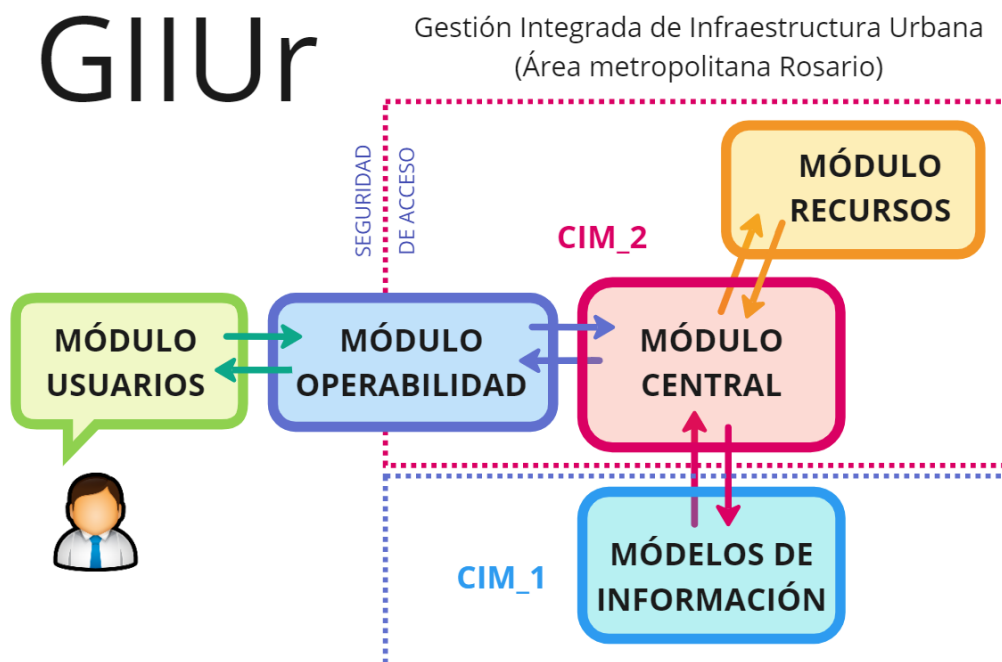 GIIUr
Gestión Integrada de Infraestructura Urbana
(Área metropolitana Rosario)
SEGURIDAD
DE ACCESO
MÓDULO
RECURSOS
CIM_2
MÓDULO
USUARIOS
MÓDULO
OPERABILIDAD
MÓDULO
CENTRAL
CIM_1
MÓDELOS DE
INFORMACIÓN